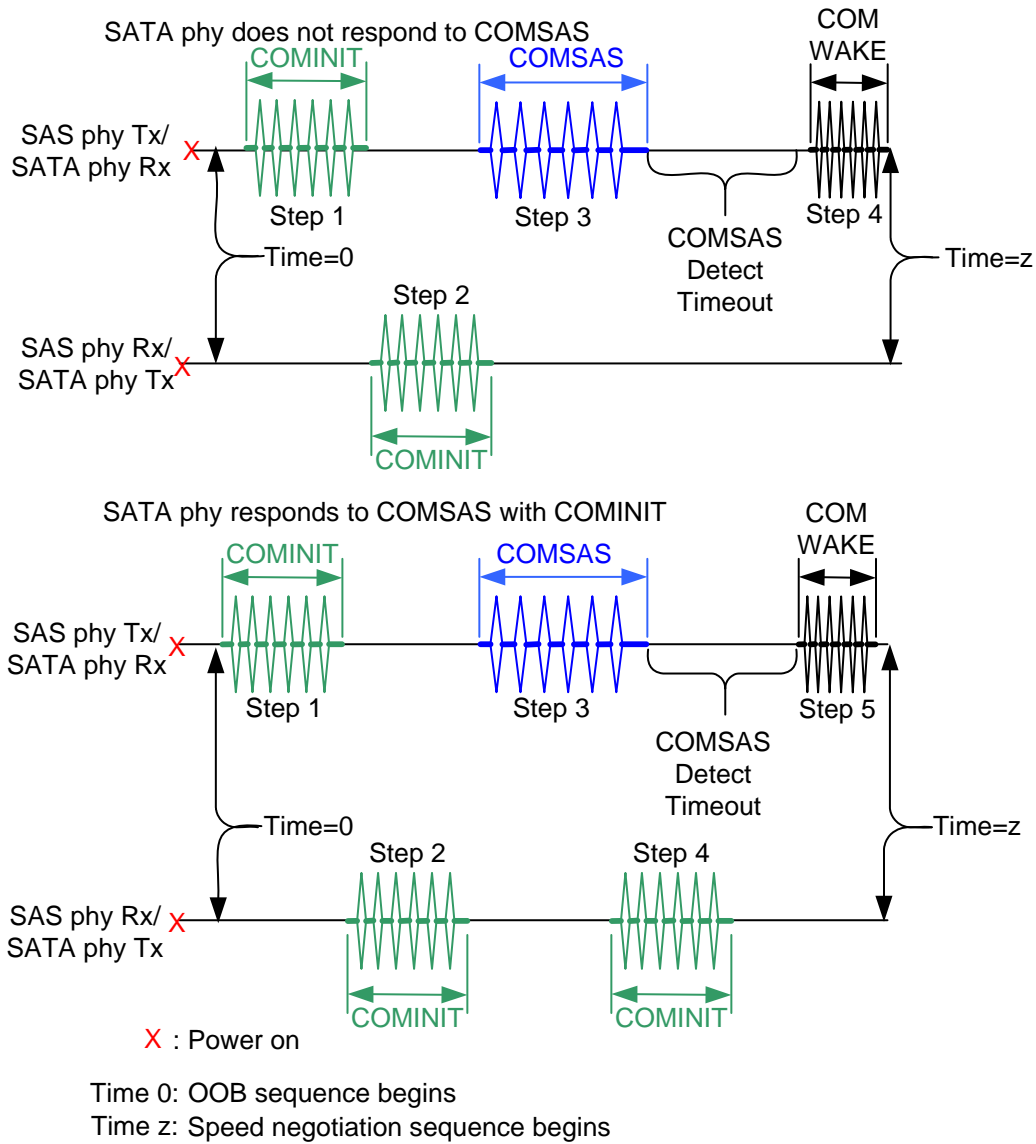 SATA phy does not respond to COMSAS
COMINIT
COMSAS
COM
WAKE
SAS phy Tx/
SATA phy Rx
X
Step 1
Step 3
Step 4
COMSAS
Detect
Timeout
Time=0
Time=z
Step 2
SAS phy Rx/
SATA phy Tx
X
COMINIT
SATA phy responds to COMSAS with COMINIT
COMINIT
COMSAS
COM
WAKE
SAS phy Tx/
SATA phy Rx
X
Step 1
Step 3
Step 5
COMSAS
Detect
Timeout
Time=0
Time=z
Step 2
Step 4
SAS phy Rx/
SATA phy Tx
X
COMINIT
COMINIT
X : Power on
Time 0: OOB sequence begins
Time z: Speed negotiation sequence begins